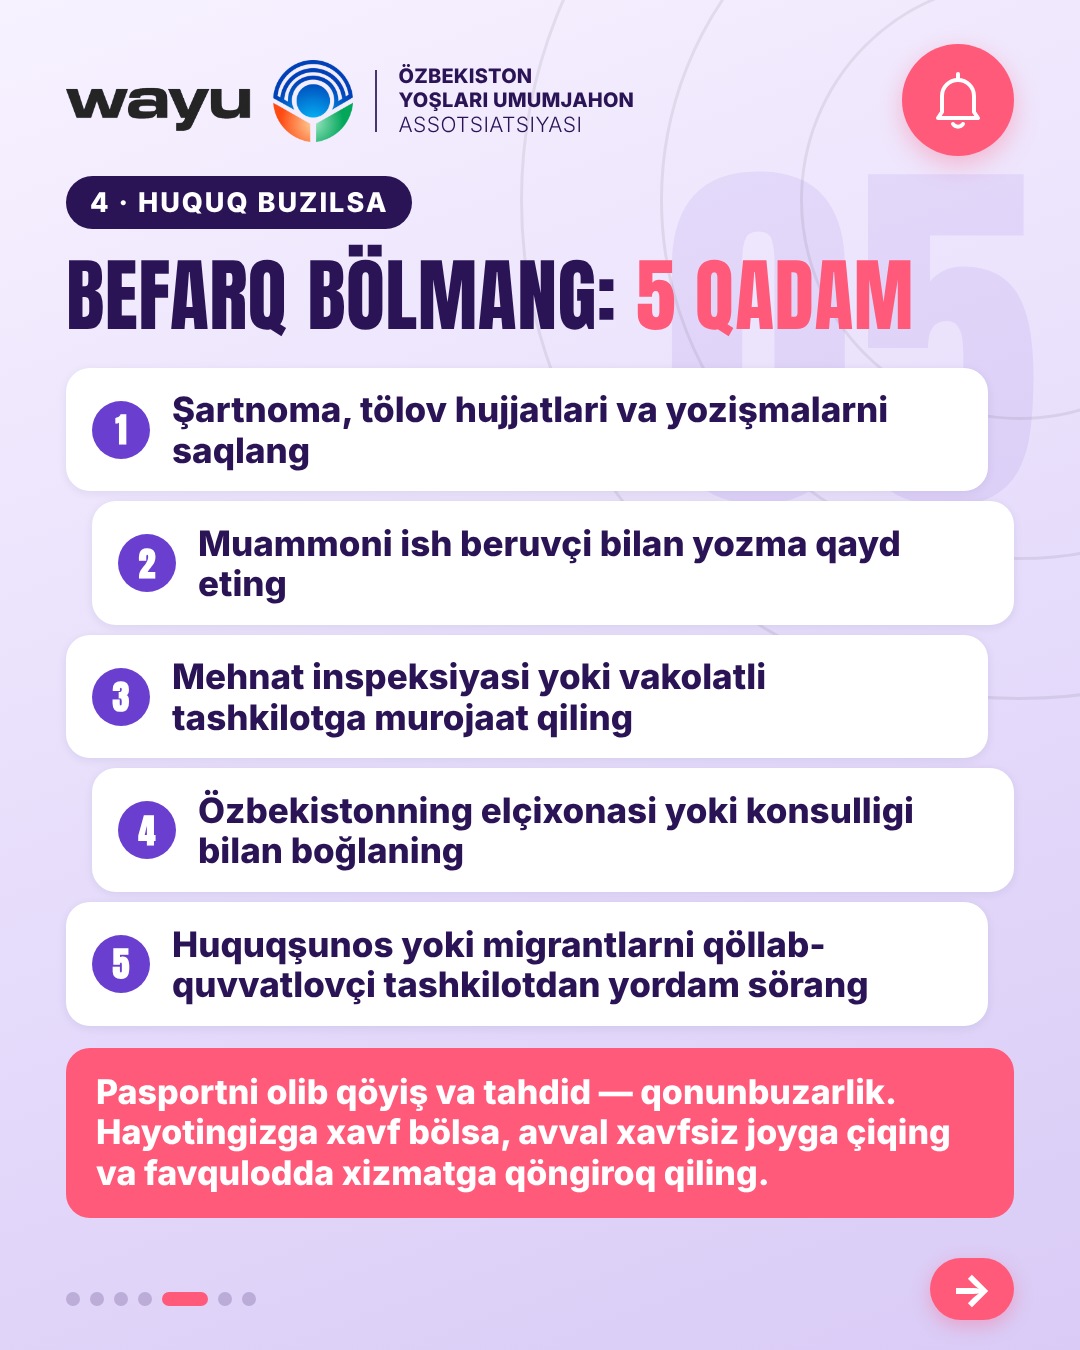 wayu
ÖZBEKISTON
YOŞLARI UMUMJAHON
ASSOTSIATSIYASI
05
4 · HUQUQ BUZILSA
BEFARQ BÖLMANG: 5 QADAM
1
Şartnoma, tölov hujjatlari va yozişmalarni
saqlang
2
Muammoni ish beruvçi bilan yozma qayd
eting
3
Mehnat inspeksiyasi yoki vakolatli
tashkilotga murojaat qiling
4
Özbekistonning elçixonasi yoki konsulligi
bilan boğlaning
5
Huquqşunos yoki migrantlarni qöllab-
quvvatlovçi tashkilotdan yordam sörang
Pasportni olib qöyiş va tahdid — qonunbuzarlik.
Hayotingizga xavf bölsa, avval xavfsiz joyga çiqing
va favqulodda xizmatga qöngiroq qiling.